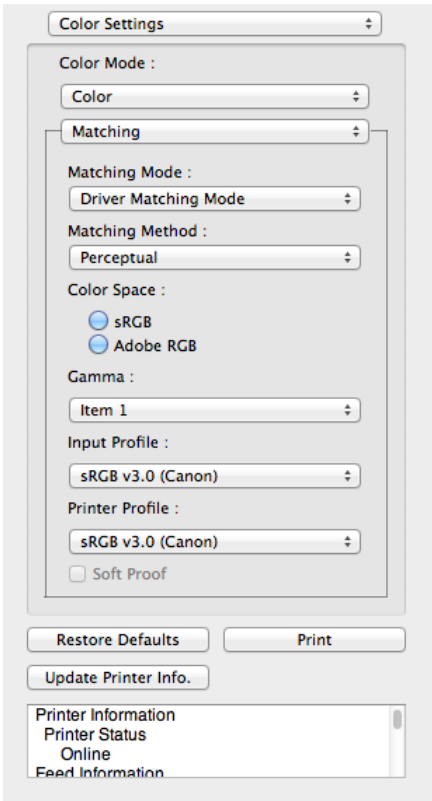 Color Settings
Color Mode :
Color
Matching
Matching Mode :
Driver Matching Mode
Matching Method :
Perceptual
Color Space :
sRGB
Adobe RGB
Gamma :
Item 1
Input Profile :
sRGB v3.0 (Canon)
Printer Profile :
sRGB v3.0 (Canon)
Soft Proof
Restore Defaults Print
Update Printer Info.
Printer Information
Printer Status
Online
Feed Information